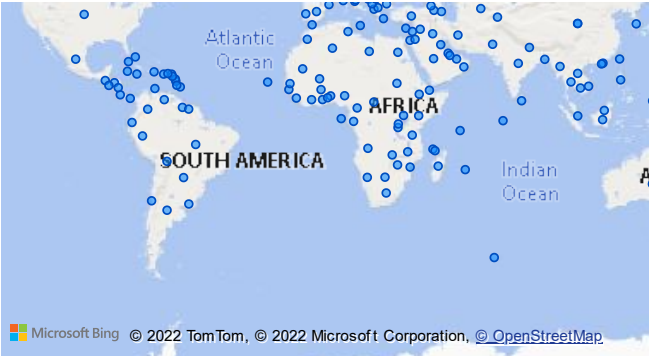 Atlantic
Ocean
AFRICA
SOUTH AMERICA
Indian
Ocean
A
Microsoft Bing © 2022 TomTom, © 2022 Microsoft Corporation, © OpenStreetMap